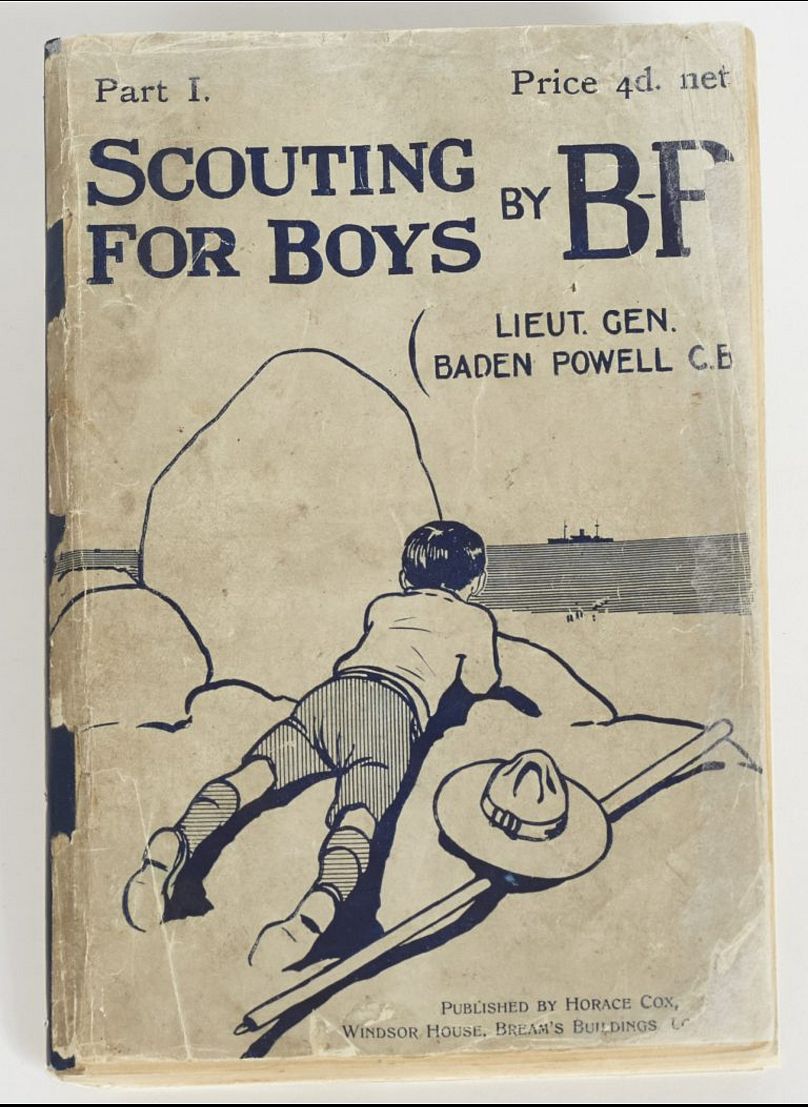 Part I.
Price 4d. net
SCOUTING
FOR BOYS
BY B-P
(LIEUT. GEN.
BADEN POWELL C.B
PUBLISHED BY HORACE COX,
WINDSOR HOUSE, BREAM'S BUILDINGS